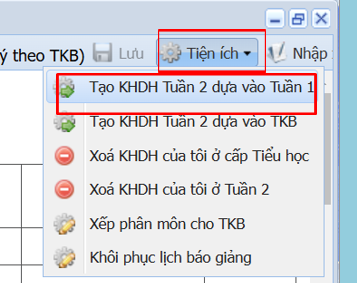 ý theo TKB) Lưu Tiện ích Nhập
Tạo KHDH Tuần 2 dựa vào Tuần 1
Tạo KHDH Tuần 2 dựa vào TKB
Xoá KHDH của tôi ở cấp Tiểu học
Xoá KHDH của tôi ở Tuần 2
Xếp phân môn cho TKB
Khôi phục lịch báo giảng